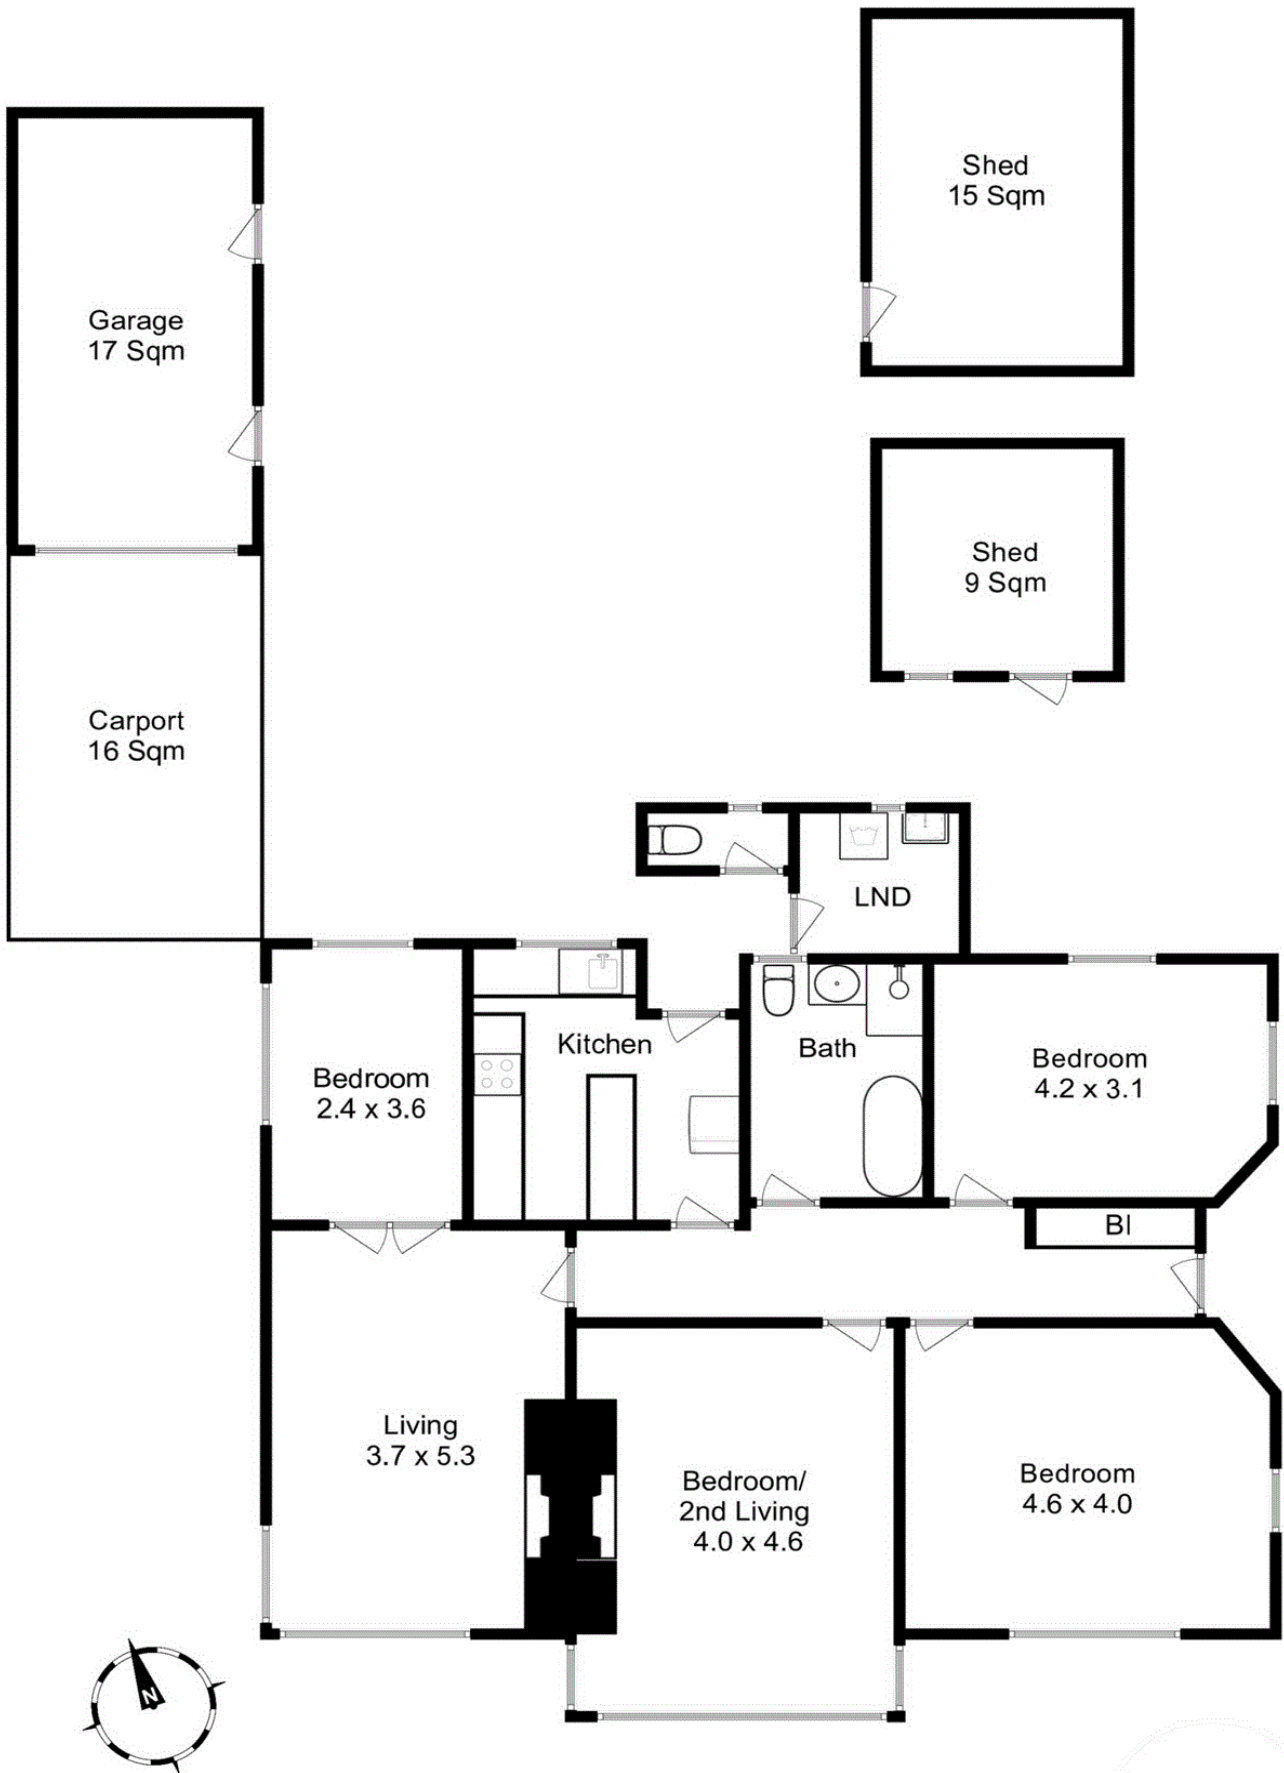 Shed
15 Sqm
Garage
17 Sqm
Shed
9 Sqm
Carport
16 Sqm
LND
Kitchen
Bath
Bedroom
4.2 x 3.1
Bedroom
2.4 x 3.6
BI
Living
3.7 x 5.3
Bedroom/
2nd Living
4.0 x 4.6
Bedroom
4.6 x 4.0
N